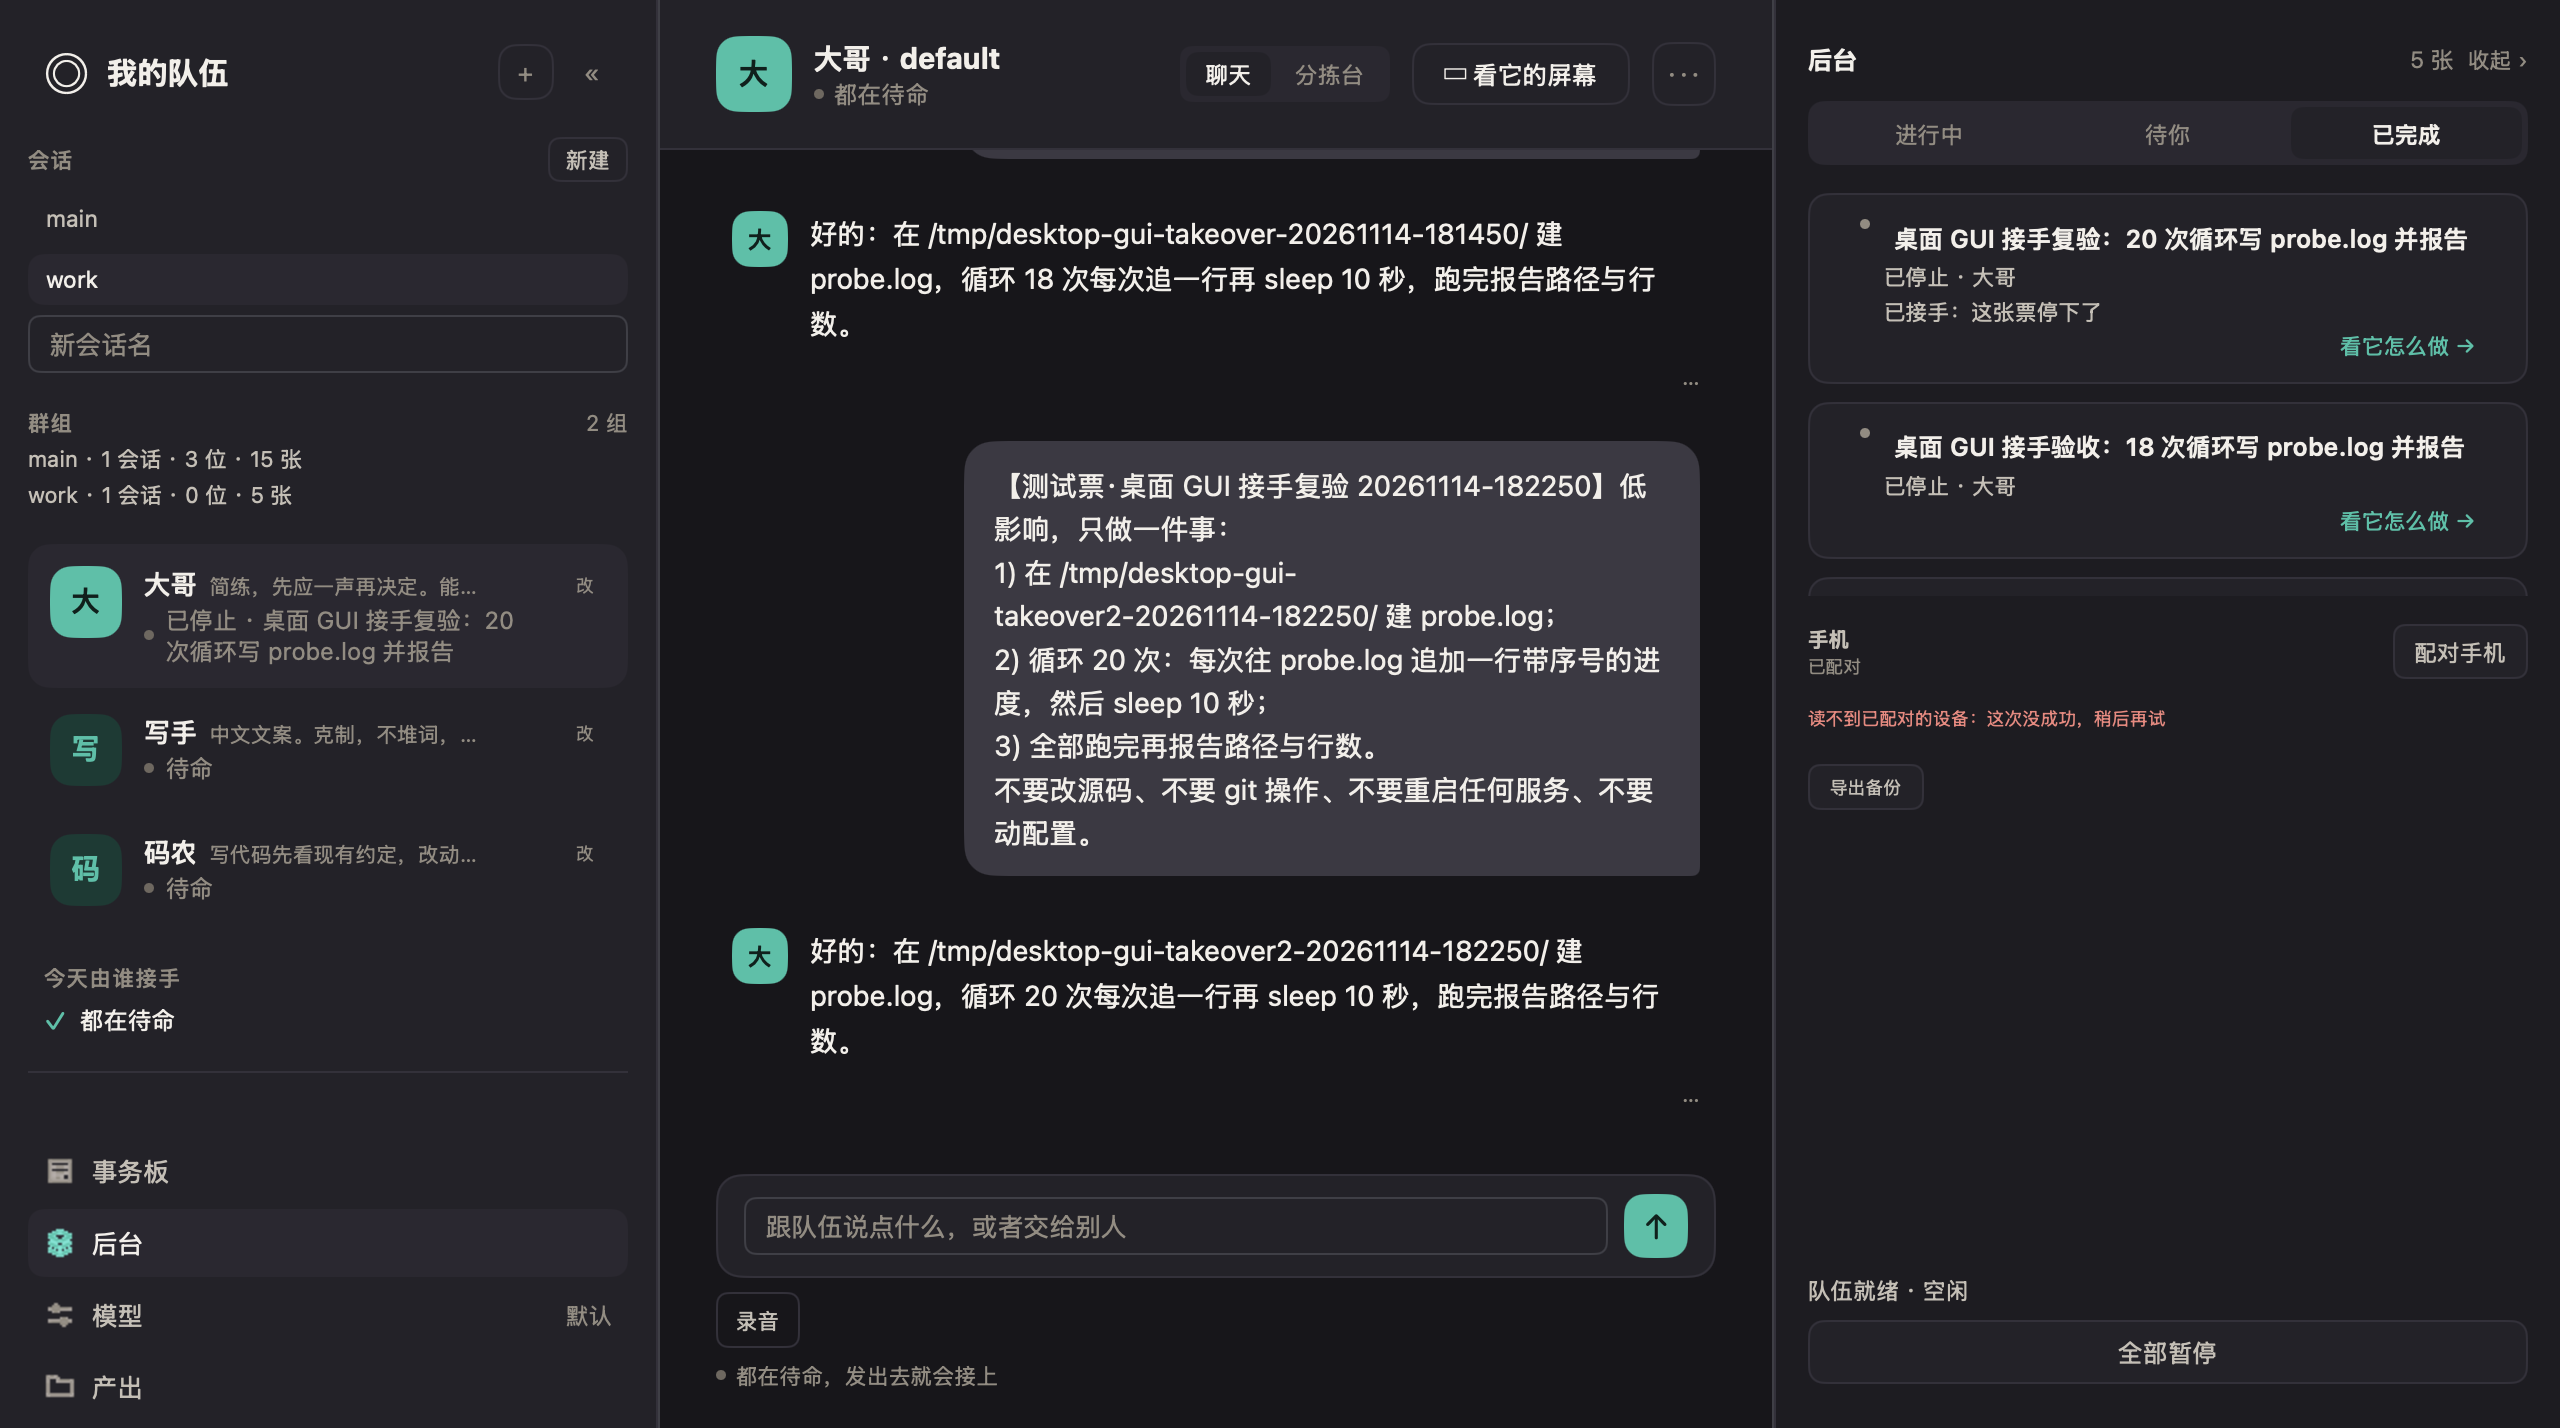 我的队伍
+
«
会话
新建
main
work
新会话名
群组
2 组
main · 1 会话 · 3 位 · 15 张
work · 1 会话 · 0 位 · 5 张
大
大哥 简练，先应一声再决定。能...
改
已停止 · 桌面 GUI 接手复验：20
次循环写 probe.log 并报告
写
写手 中文文案。克制，不堆词，...
改
待命
码
码农 写代码先看现有约定，改动...
改
待命
今天由谁接手
✓ 都在待命
事务板
后台
模型
默认
产出
大
大哥 · default
都在待命
聊天
分拣台
看它的屏幕
···
大
好的：在 /tmp/desktop-gui-takeover-20261114-181450/ 建
probe.log，循环 18 次每次追一行再 sleep 10 秒，跑完报告路径与行
数。
...
【测试票·桌面 GUI 接手复验 20261114-182250】低
影响，只做一件事：
1) 在 /tmp/desktop-gui-
takeover2-20261114-182250/ 建 probe.log；
2) 循环 20 次：每次往 probe.log 追加一行带序号的进
度，然后 sleep 10 秒；
3) 全部跑完再报告路径与行数。
不要改源码、不要 git 操作、不要重启任何服务、不要
动配置。
大
好的：在 /tmp/desktop-gui-takeover2-20261114-182250/ 建
probe.log，循环 20 次每次追一行再 sleep 10 秒，跑完报告路径与行
数。
...
跟队伍说点什么，或者交给别人
↑
录音
都在待命，发出去就会接上
后台
5 张 收起 ›
进行中
待你
已完成
桌面 GUI 接手复验：20 次循环写 probe.log 并报告
已停止 · 大哥
已接手：这张票停下了
看它怎么做 →
桌面 GUI 接手验收：18 次循环写 probe.log 并报告
已停止 · 大哥
看它怎么做 →
手机
已配对
配对手机
读不到已配对的设备：这次没成功，稍后再试
导出备份
队伍就绪 · 空闲
全部暂停